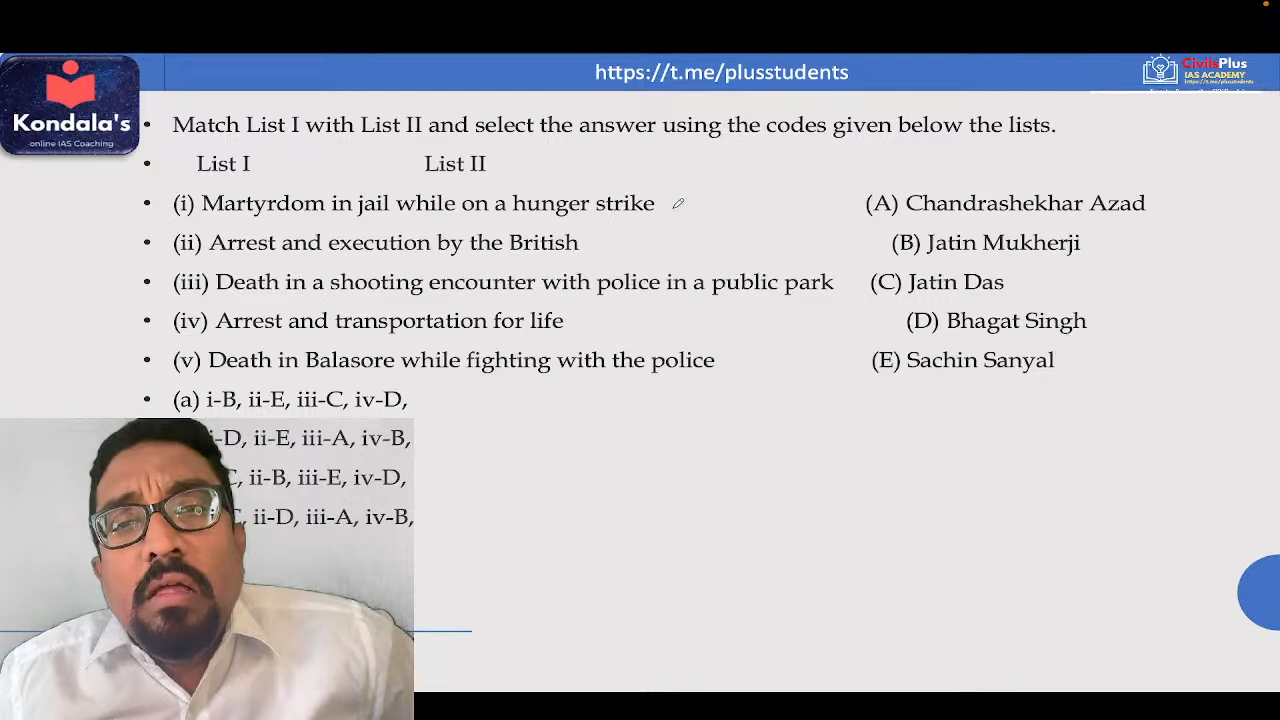 https://t.me/plusstudents
CivilsPlus
IAS ACADEMY
https://t.me/plusstudents
Kondala's
online IAS Coaching
• Match List I with List II and select the answer using the codes given below the lists.
• List I List II
• (i) Martyrdom in jail while on a hunger strike (A) Chandrashekhar Azad
• (ii) Arrest and execution by the British (B) Jatin Mukherji
• (iii) Death in a shooting encounter with police in a public park (C) Jatin Das
• (iv) Arrest and transportation for life (D) Bhagat Singh
• (v) Death in Balasore while fighting with the police (E) Sachin Sanyal
• (a) i-B, ii-E, iii-C, iv-D,
i-D, ii-E, iii-A, iv-B,
C, ii-B, iii-E, iv-D,
C, ii-D, iii-A, iv-B,